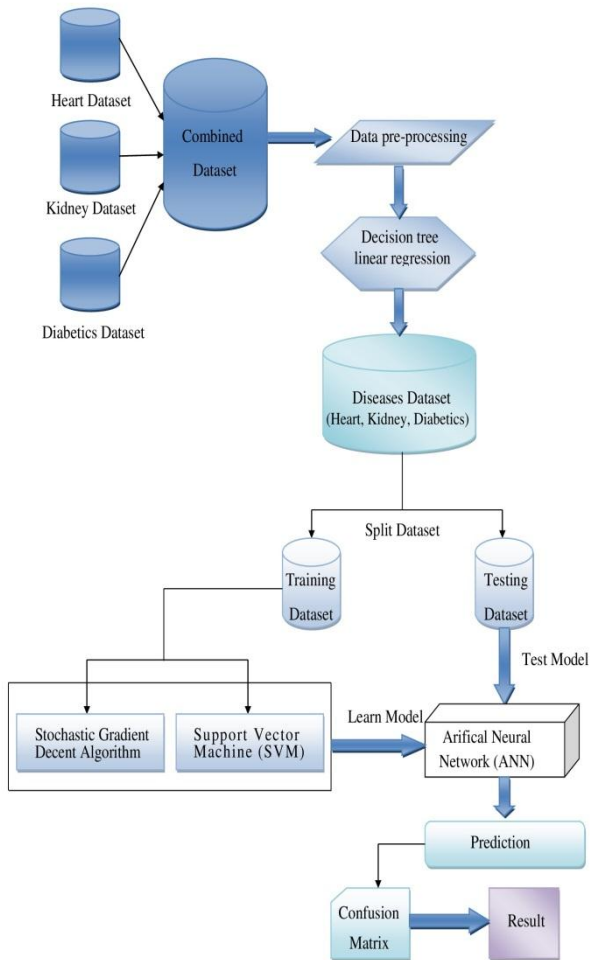 Heart Dataset
Combined
Dataset
Data pre-processing
Kidney Dataset
Decision tree
linear regression
Diabetics Dataset
Diseases Dataset
(Heart, Kidney, Diabetics)
Split Dataset
Training
Dataset
Testing
Dataset
Test Model
Stochastic Gradient
Decent Algorithm
Support Vector
Machine (SVM)
Learn Model
Arifical Neural
Network (ANN)
Prediction
Confusion
Matrix
Result